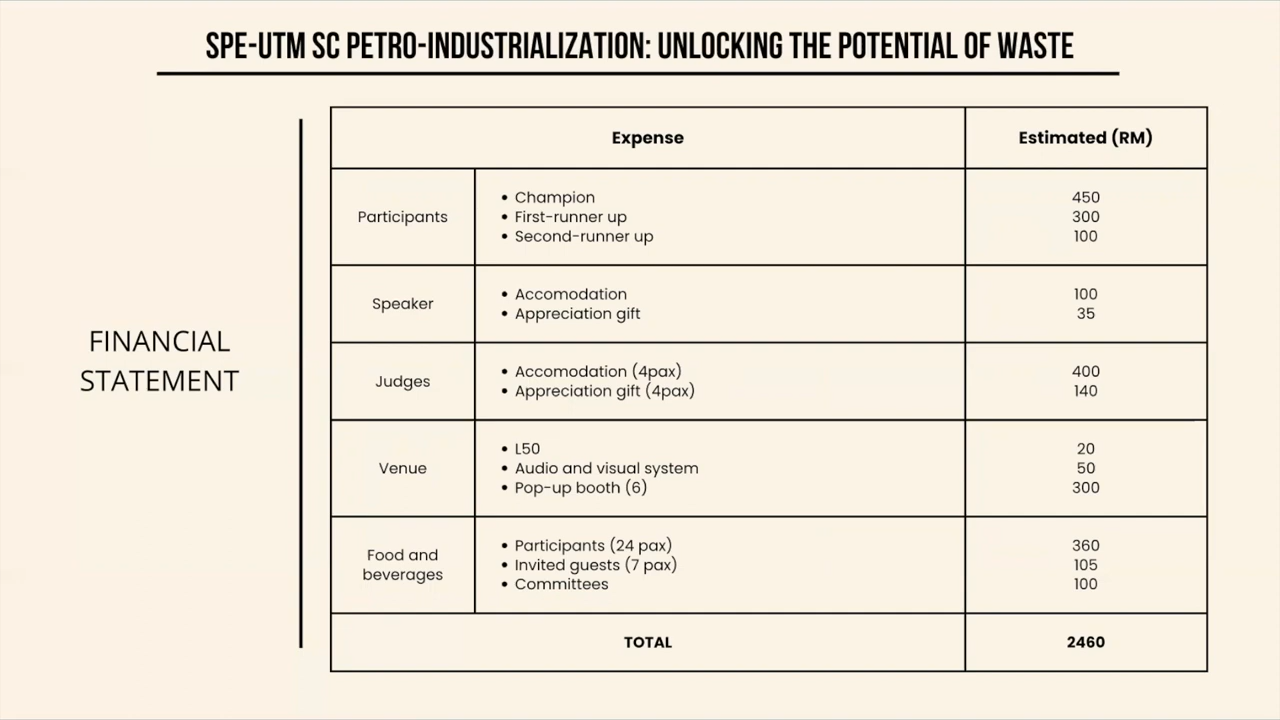 SPE-UTM SC PETRO-INDUSTRIALIZATION: UNLOCKING THE POTENTIAL OF WASTE
FINANCIAL
STATEMENT
Expense Estimated (RM)
Participants
• Champion 450
• First-runner up 300
• Second-runner up 100
Speaker
• Accomodation 100
• Appreciation gift 35
Judges
• Accomodation (4pax) 400
• Appreciation gift (4pax) 140
Venue
• L50 20
• Audio and visual system 50
• Pop-up booth (6) 300
Food and
beverages
• Participants (24 pax) 360
• Invited guests (7 pax) 105
• Committees 100
TOTAL 2460